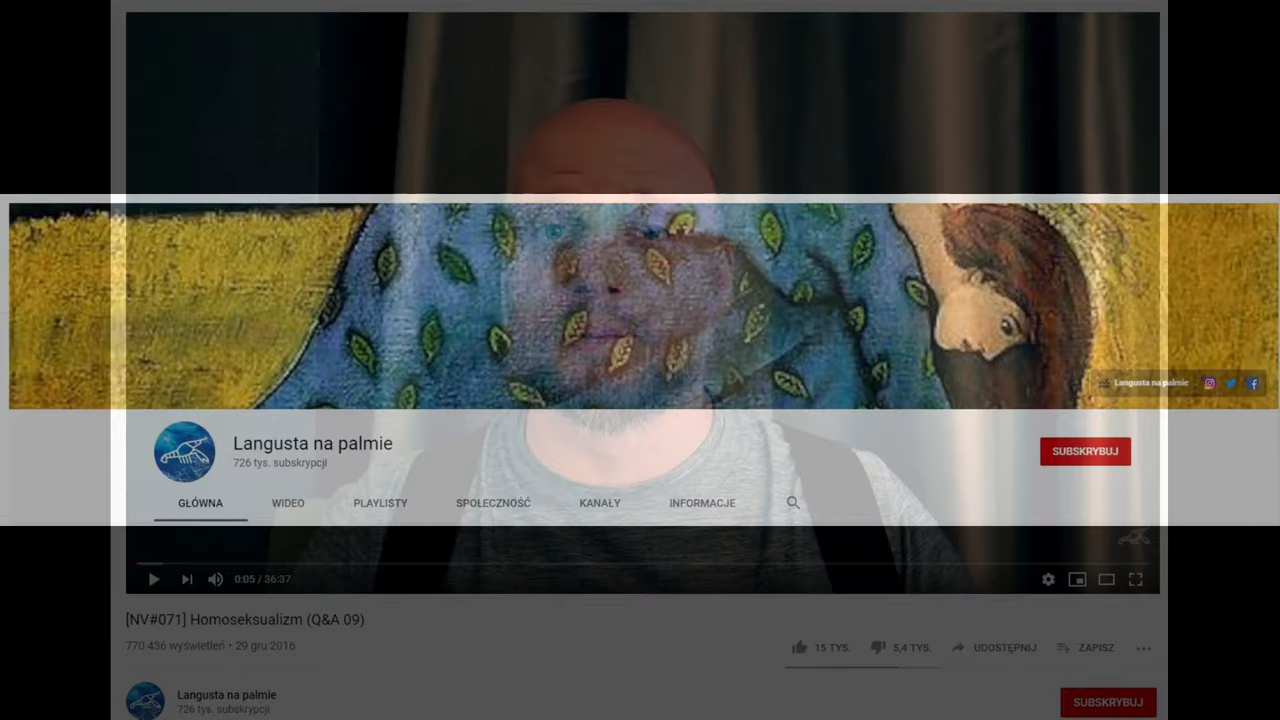 Langusta na palmie
Langusta na palmie
726 tys. subskrypcji
SUBSKRYBUJ
GŁÓWNA WIDEO PLAYLISTY SPOŁECZNOŚĆ KANAŁY INFORMACJE
0:05 / 36:37
[NV#071] Homoseksualizm (Q&A 09)
770 436 wyświetleń • 29 gru 2016
15 TYS. 5,4 TYS. UDOSTĘPNIJ ZAPISZ
Langusta na palmie
726 tys. subskrypcji
SUBSKRYBUJ